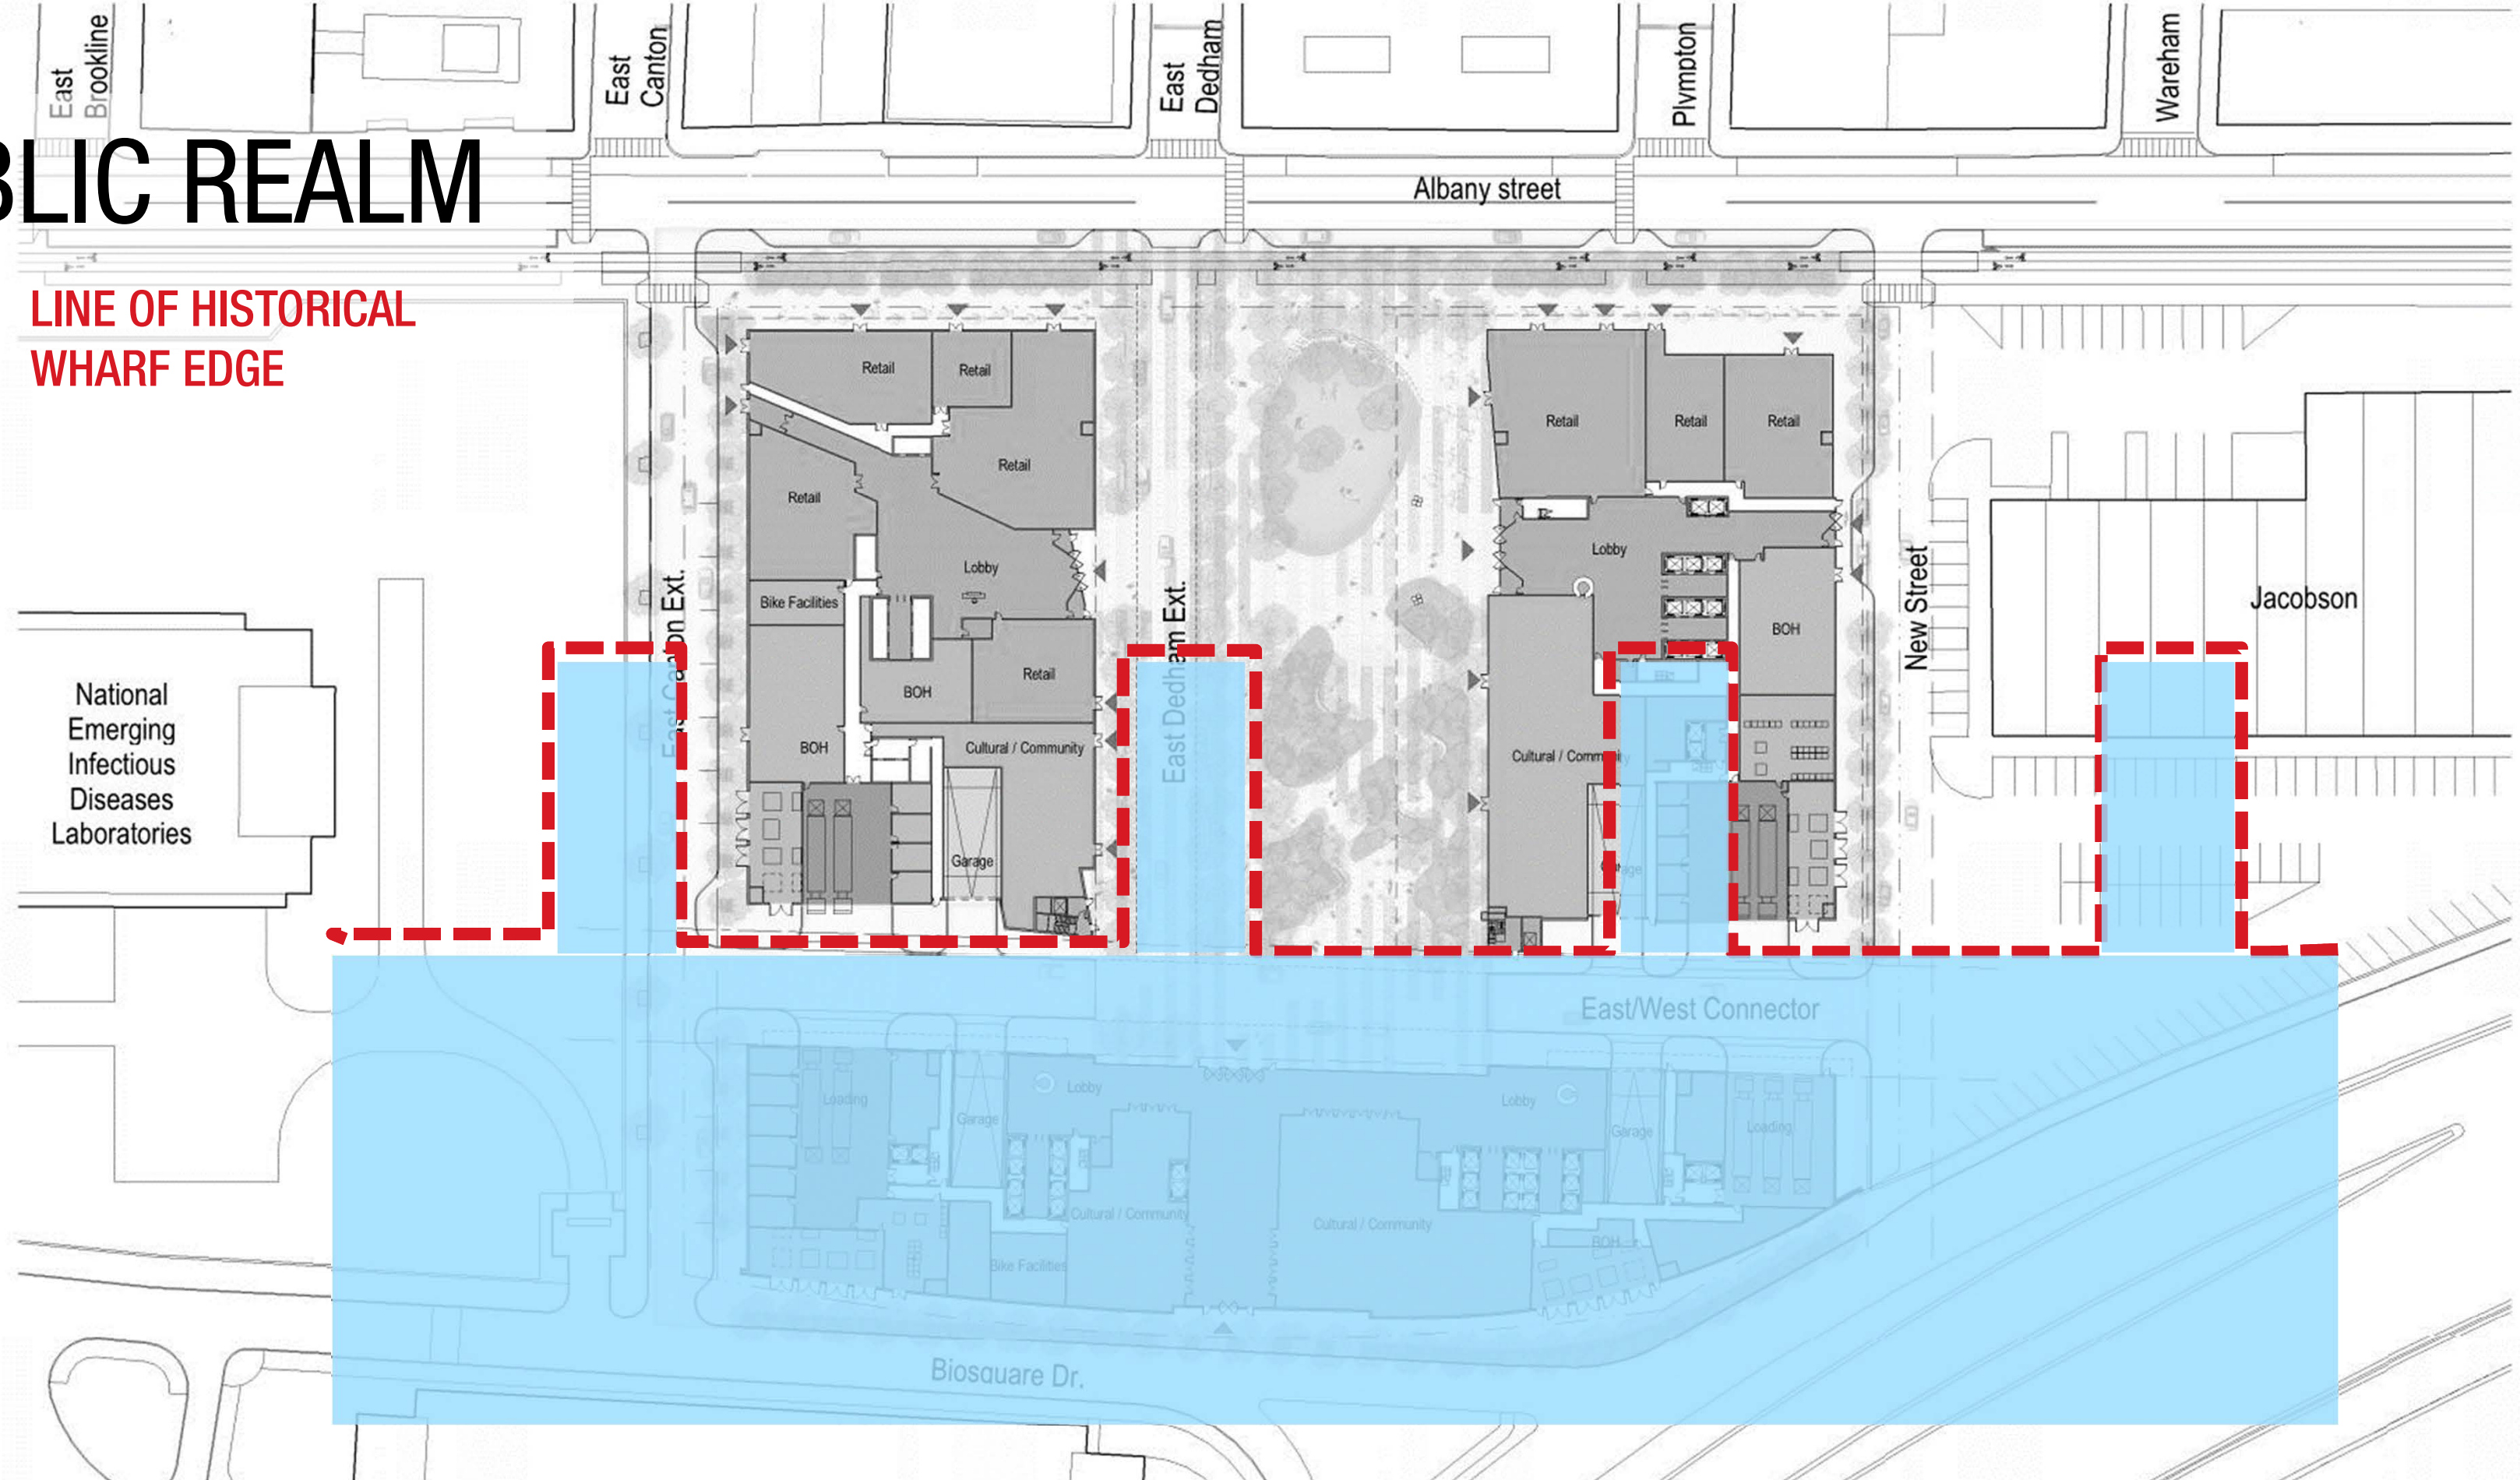 East
Brookline
East
Canton
East
Dedham
Plympton
Wareham
BLIC REALM
Albany street
LINE OF HISTORICAL
WHARF EDGE
Retail
Retail
Retail
Retail
Retail
Retail
Retail
Lobby
Lobby
Bike Facilities
BOH
Jacobson
East Canton Ext.
East Dedham Ext.
New Street
Retail
BOH
National
Emerging
Infectious
Diseases
Laboratories
BOH
Cultural / Community
Cultural / Community
Garage
Garage
East/West Connector
Loading
Lobby
Lobby
Garage
Garage
Loading
Cultural / Community
Cultural / Community
BOH
Bike Facilities
Biosquare Dr.